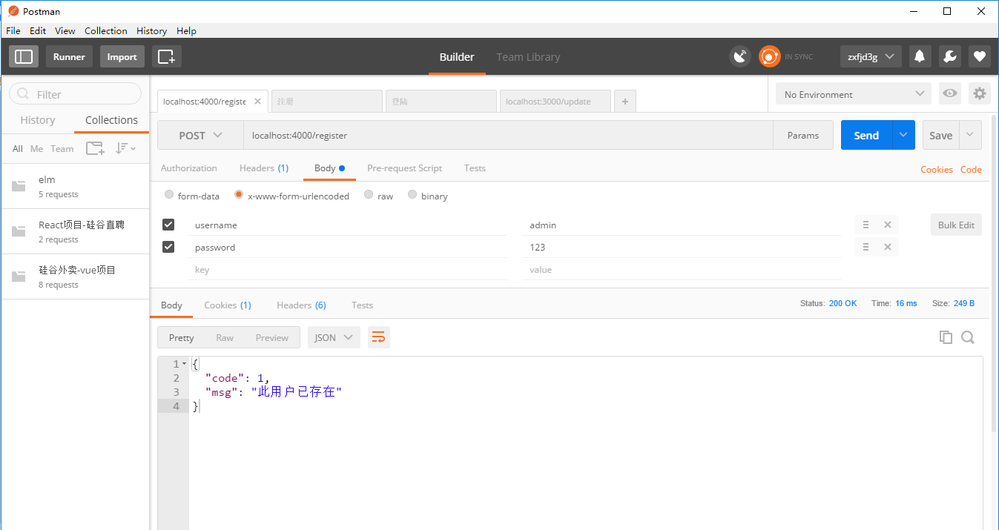 Postman
File Edit View Collection History Help
Runner Import Builder Team Library IN SYNC zxfjd3g
Filter
History Collections
All Me Team
elm
5 requests
React项目-硅谷直聘
2 requests
硅谷外卖-vue项目
8 requests
localhost:4000/registe 注册 登陆 localhost:3000/update +
No Environment
POST localhost:4000/register Params Send Save
Authorization Headers (1) Body Pre-request Script Tests Cookies Code
form-data x-www-form-urlencoded raw binary
username admin Bulk Edit
password 123
key value
Body Cookies (1) Headers (6) Tests Status: 200 OK Time: 16 ms Size: 249 B
Pretty Raw Preview JSON
1 {
2 "code": 1,
3 "msg": "此用户已存在"
4 }